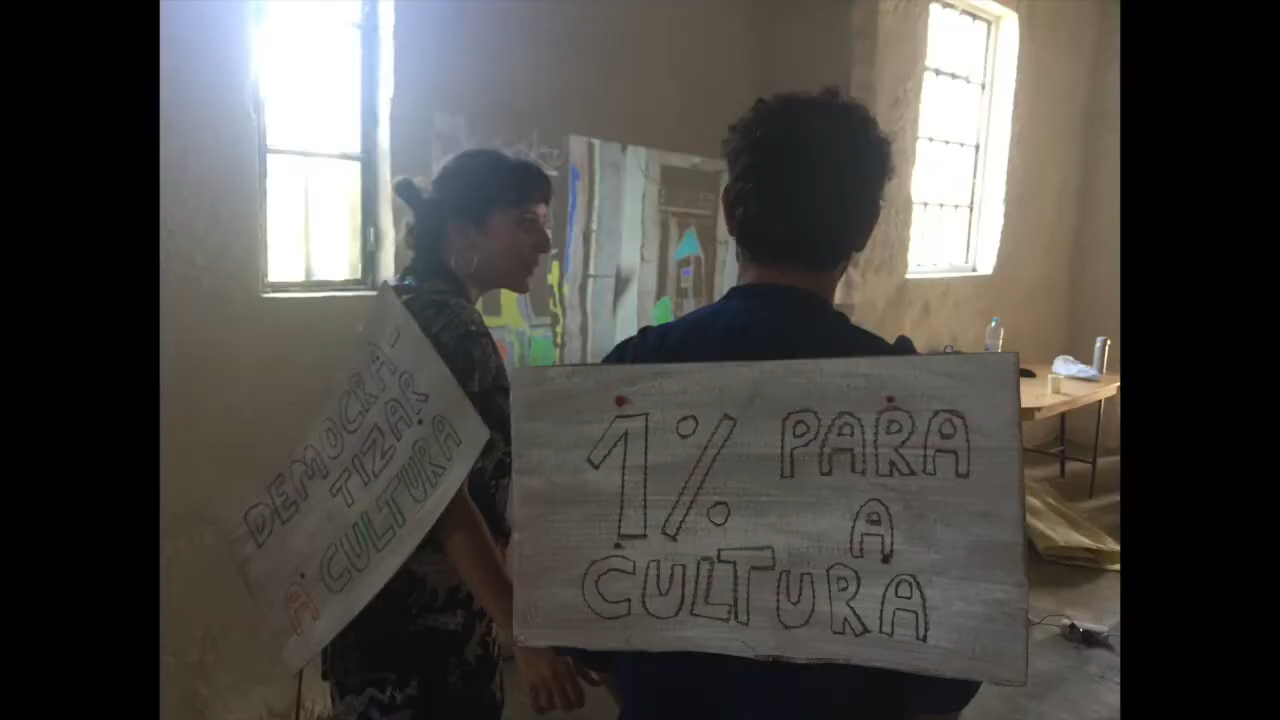 DEMOCRA-
TIZAR
A CULTURA
1% PARA
A
CULTURA